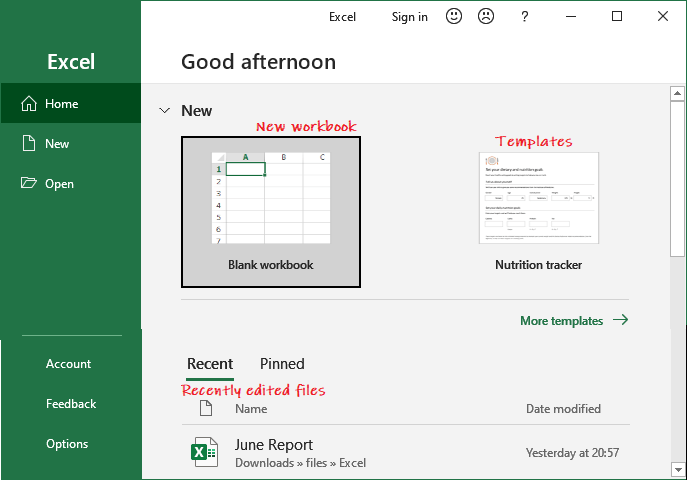 Excel Sign in ?
Excel
Good afternoon
Home
New
Open
New
New workbook
Templates
A B C
1
2
3
4
5
6
7
Blank workbook
Nutrition tracker
More templates
Account
Feedback
Options
Recent Pinned
Recently edited files
Name Date modified
June Report
Downloads » files » Excel
Yesterday at 20:57